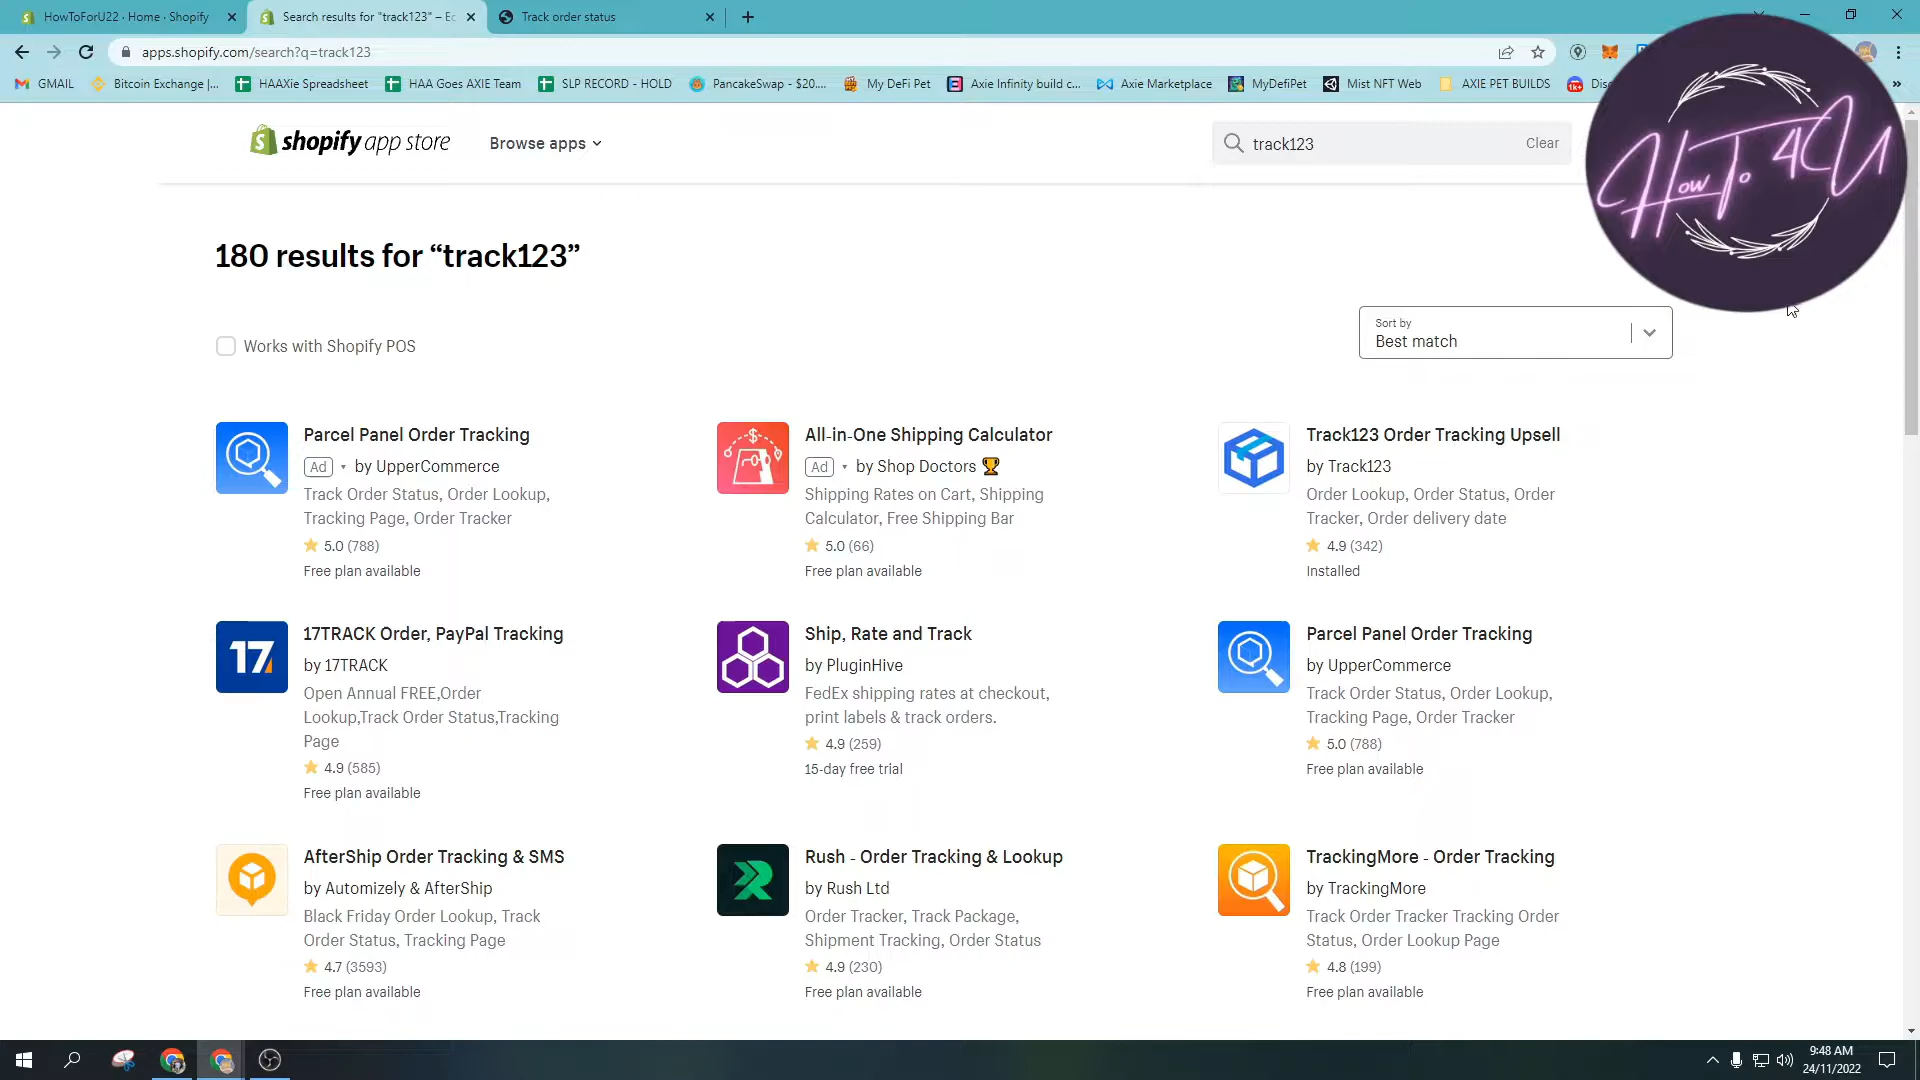 HowToForU22 · Home · Shopify
Search results for "track123" – Ec
Track order status
apps.shopify.com/search?q=track123
GMAIL
Bitcoin Exchange |...
HAAXie Spreadsheet
HAA Goes AXIE Team
SLP RECORD - HOLD
PancakeSwap - $20....
My DeFi Pet
Axie Infinity build c...
Axie Marketplace
MyDefiPet
Mist NFT Web
AXIE PET BUILDS
1K+
Disc
»
shopify app store
Browse apps
track123
Clear
How To 4U
180 results for “track123”
Works with Shopify POS
Sort by
Best match
Parcel Panel Order Tracking
Ad · by UpperCommerce
Track Order Status, Order Lookup,
Tracking Page, Order Tracker
5.0 (788)
Free plan available
All-in-One Shipping Calculator
Ad · by Shop Doctors 🏆
Shipping Rates on Cart, Shipping
Calculator, Free Shipping Bar
5.0 (66)
Free plan available
Track123 Order Tracking Upsell
by Track123
Order Lookup, Order Status, Order
Tracker, Order delivery date
4.9 (342)
Installed
17
17TRACK Order, PayPal Tracking
by 17TRACK
Open Annual FREE,Order
Lookup,Track Order Status,Tracking
Page
4.9 (585)
Free plan available
Ship, Rate and Track
by PluginHive
FedEx shipping rates at checkout,
print labels & track orders.
4.9 (259)
15-day free trial
Parcel Panel Order Tracking
by UpperCommerce
Track Order Status, Order Lookup,
Tracking Page, Order Tracker
5.0 (788)
Free plan available
AfterShip Order Tracking & SMS
by Automizely & AfterShip
Black Friday Order Lookup, Track
Order Status, Tracking Page
4.7 (3593)
Free plan available
Rush - Order Tracking & Lookup
by Rush Ltd
Order Tracker, Track Package,
Shipment Tracking, Order Status
4.9 (230)
Free plan available
TrackingMore - Order Tracking
by TrackingMore
Track Order Tracker Tracking Order
Status, Order Lookup Page
4.8 (199)
Free plan available
9:48 AM
24/11/2022